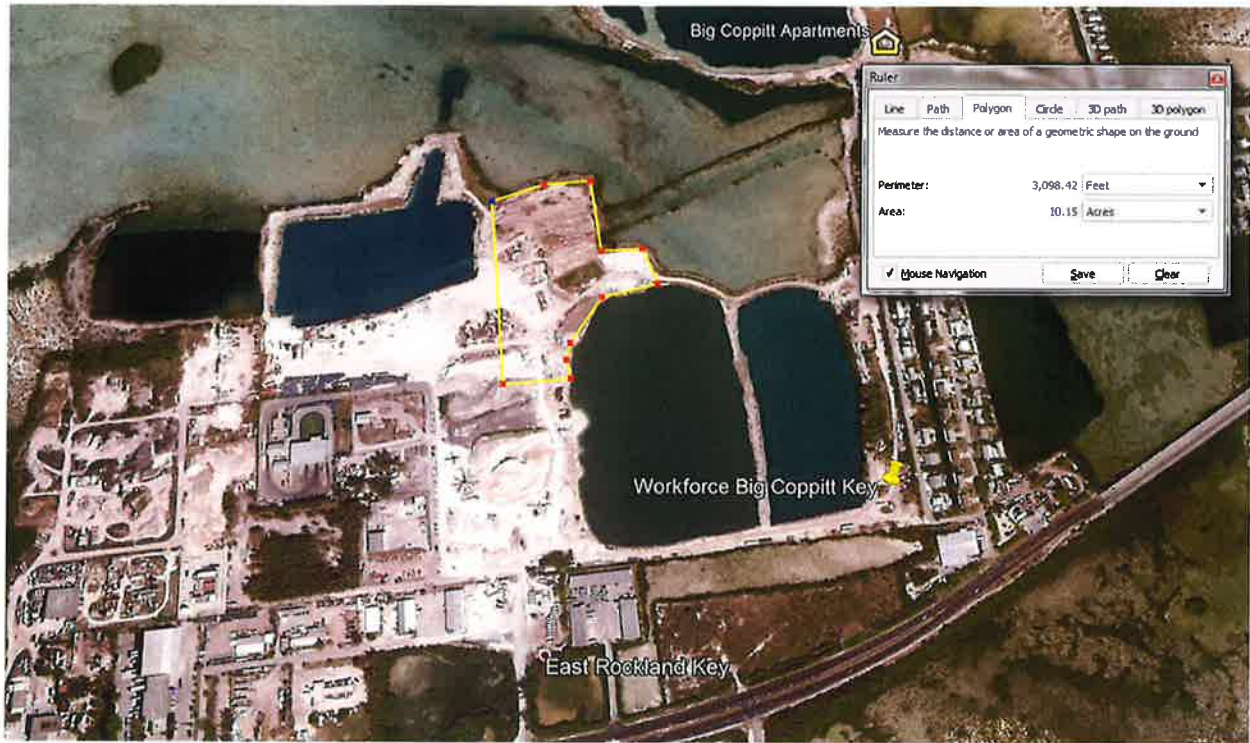 Big Coppitt Apartments
Ruler
Line Path Polygon Circle 3D path 3D polygon
Measure the distance or area of a geometric shape on the ground
Perimeter: 3,098.42 Feet
Area: 10.15 Acres
✓ Mouse Navigation Save Clear
Workforce Big Coppitt Key
East Rockland Key